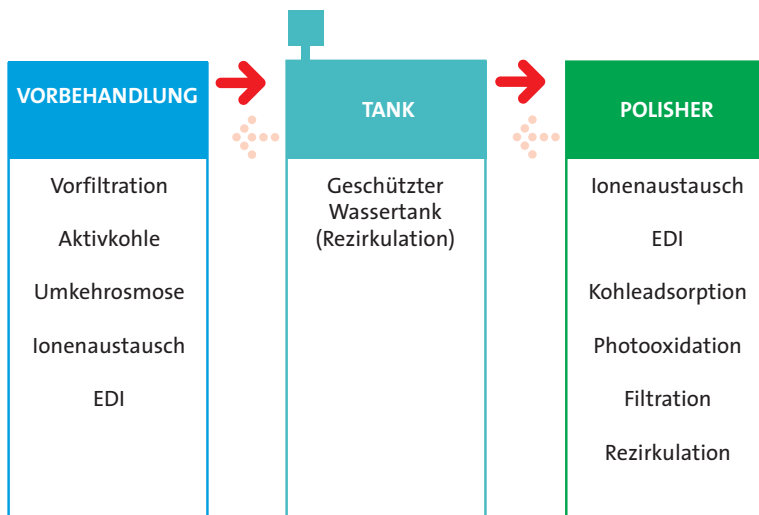 VORBEHANDLUNG
Vorfiltration
Aktivkohle
Umkehrosmose
Ionenaustausch
EDI
TANK
Geschützter
Wassertank
(Rezirkulation)
POLISHER
Ionenaustausch
EDI
Kohleadsorption
Photooxidation
Filtration
Rezirkulation